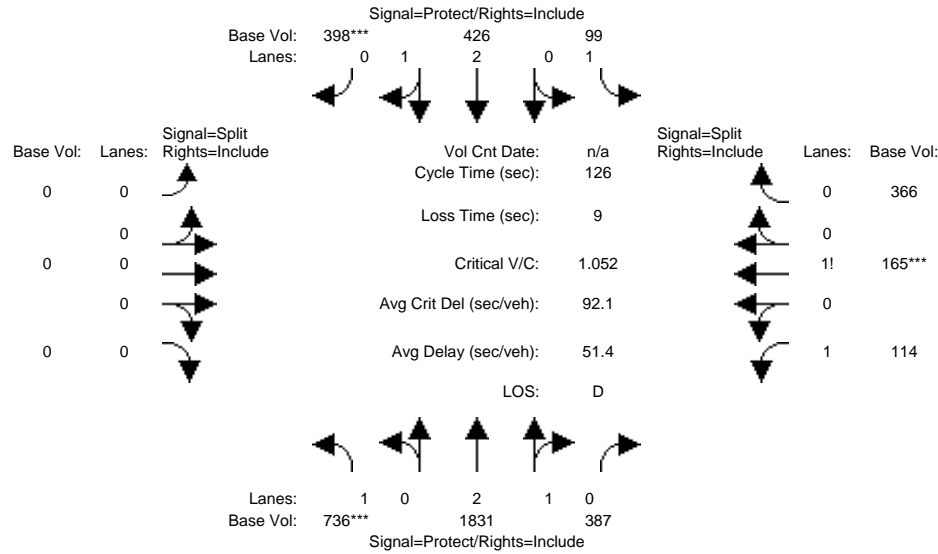 Signal=Protect/Rights=Include
Base Vol: 398*** 426 99
Lanes: 0 1 2 0 1
Signal=Split
Base Vol: Lanes: Rights=Include
Vol Cnt Date: n/a
Signal=Split
Rights=Include Lanes: Base Vol:
Cycle Time (sec): 126
0 0
0 366
Loss Time (sec): 9
0
0
0 0
Critical V/C: 1.052
1! 165***
0
Avg Crit Del (sec/veh): 92.1
0
0 0
Avg Delay (sec/veh): 51.4
1 114
LOS: D
Lanes: 1 0 2 1 0
Base Vol: 736*** 1831 387
Signal=Protect/Rights=Include